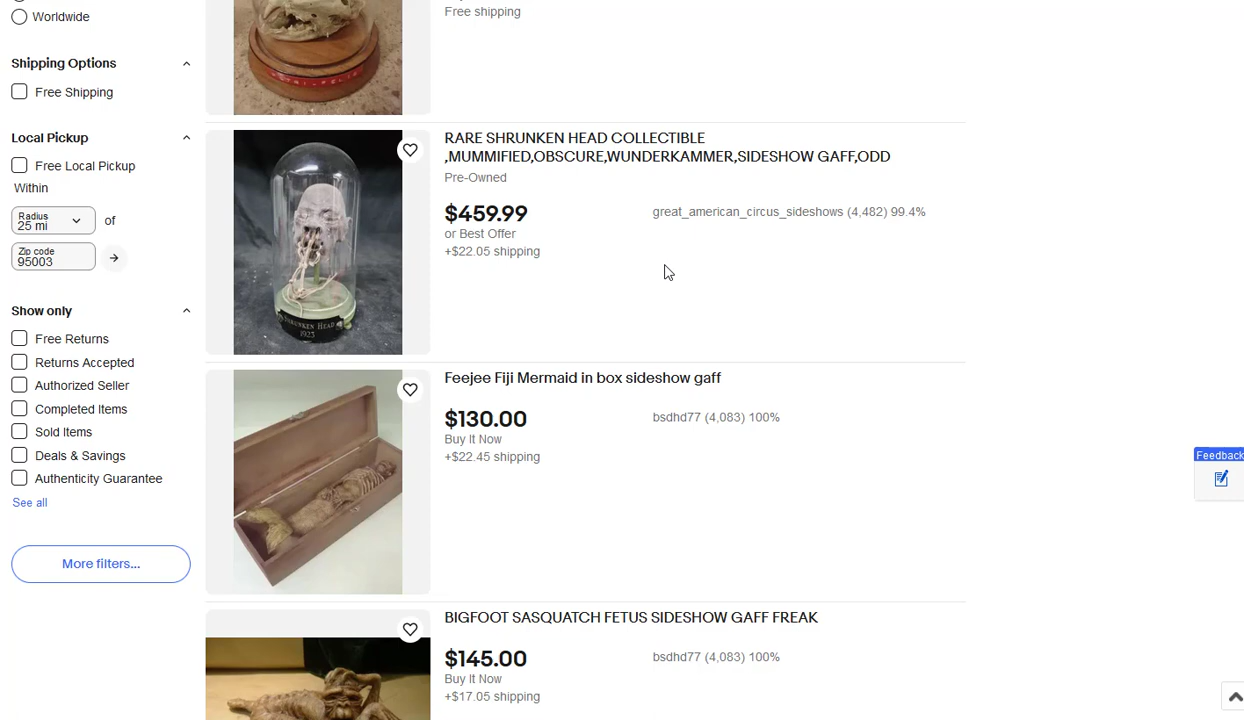 Worldwide
Free shipping
Shipping Options
Free Shipping
Local Pickup
Free Local Pickup
Within
Radius
25 mi
of
Zip code
95003
Show only
Free Returns
Returns Accepted
Authorized Seller
Completed Items
Sold Items
Deals & Savings
Authenticity Guarantee
See all
More filters...
RARE SHRUNKEN HEAD COLLECTIBLE
,MUMMIFIED,OBSCURE,WUNDERKAMMER,SIDESHOW GAFF,ODD
Pre-Owned
$459.99
great_american_circus_sideshows (4,482) 99.4%
or Best Offer
+$22.05 shipping
SHRUNKEN HEAD
1923
Feejee Fiji Mermaid in box sideshow gaff
$130.00
bsdhd77 (4,083) 100%
Buy It Now
+$22.45 shipping
BIGFOOT SASQUATCH FETUS SIDESHOW GAFF FREAK
$145.00
bsdhd77 (4,083) 100%
Buy It Now
+$17.05 shipping
Feedback